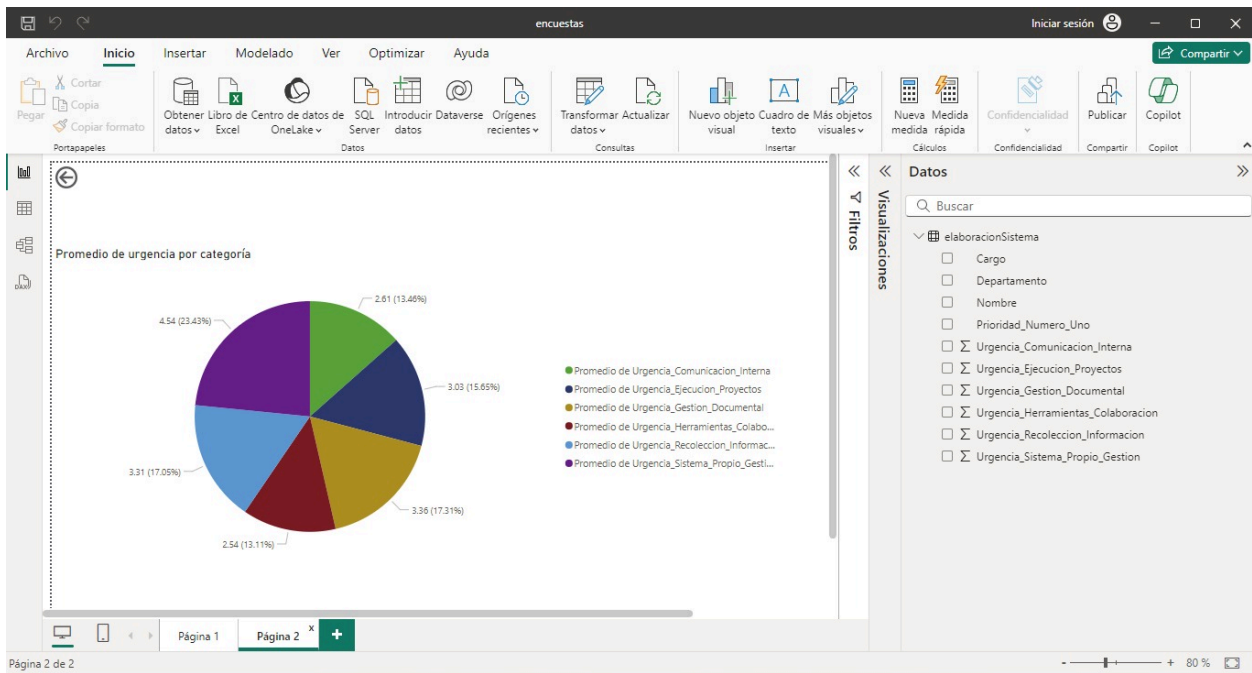 encuestas
Iniciar sesión
Archivo Inicio Insertar Modelado Ver Optimizar Ayuda
Compartir
Pegar
Cortar
Copia
Copiar formato
Portapapeles
Obtener datos
Libro de Excel
Centro de datos de OneLake
SQL Server
Introducir datos
Dataverse
Orígenes recientes
Datos
Transformar datos
Actualizar
Consultas
Nuevo objeto visual
Cuadro de texto
Más objetos visuales
Insertar
Nueva medida
Medida rápida
Cálculos
Confidencialidad
Confidencialidad
Publicar
Compartir
Copilot
Copilot
Promedio de urgencia por categoría
2.61 (13.46%)
4.54 (23.43%)
3.03 (15.65%)
3.31 (17.05%)
3.36 (17.31%)
2.54 (13.11%)
Promedio de Urgencia_Comunicacion_Interna
Promedio de Urgencia_Ejecucion_Proyectos
Promedio de Urgencia_Gestion_Documental
Promedio de Urgencia_Herramientas_Colabo...
Promedio de Urgencia_Recoleccion_Informac...
Promedio de Urgencia_Sistema_Propio_Gesti...
Filtros
Visualizaciones
Datos
Buscar
elaboracionSistema
Cargo
Departamento
Nombre
Prioridad_Numero_Uno
Σ Urgencia_Comunicacion_Interna
Σ Urgencia_Ejecucion_Proyectos
Σ Urgencia_Gestion_Documental
Σ Urgencia_Herramientas_Colaboracion
Σ Urgencia_Recoleccion_Informacion
Σ Urgencia_Sistema_Propio_Gestion
Página 1
Página 2 x
+
Página 2 de 2
- + 80 %